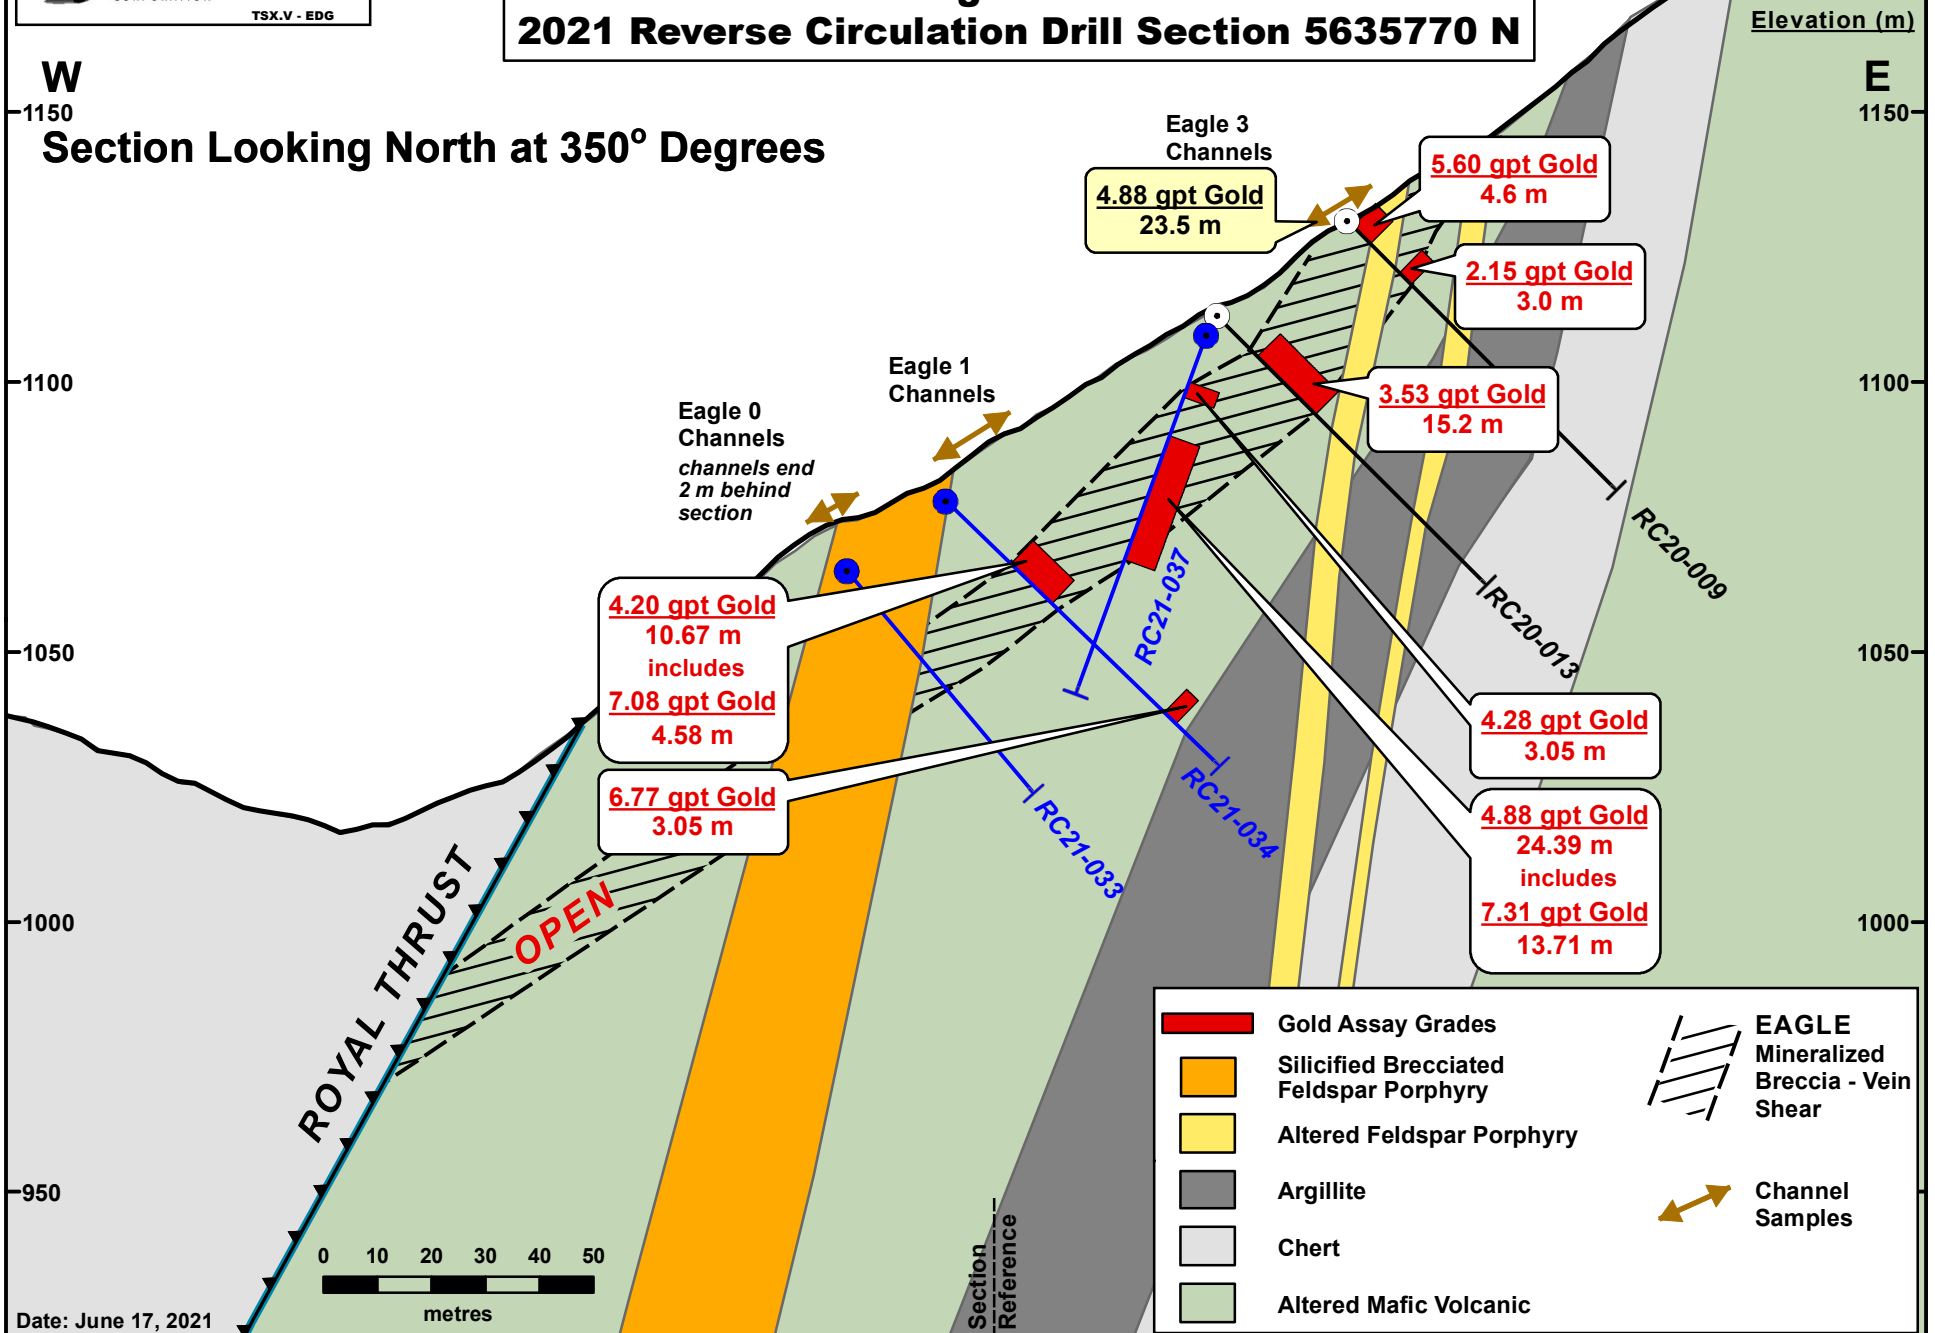 TSX.V - EDG
2021 Reverse Circulation Drill Section 5635770 N
Elevation (m)
W
E
1150
1150
Section Looking North at 350° Degrees
Eagle 3
Channels
4.88 gpt Gold
23.5 m
5.60 gpt Gold
4.6 m
2.15 gpt Gold
3.0 m
1100
1100
Eagle 1
Channels
Eagle 0
Channels
channels end
2 m behind
section
3.53 gpt Gold
15.2 m
RC20-009
RC20-013
RC21-037
4.20 gpt Gold
10.67 m
includes
7.08 gpt Gold
4.58 m
1050
1050
4.28 gpt Gold
3.05 m
6.77 gpt Gold
3.05 m
RC21-034
RC21-033
4.88 gpt Gold
24.39 m
includes
7.31 gpt Gold
13.71 m
OPEN
ROYAL THRUST
1000
1000
950
Gold Assay Grades
Silicified Brecciated
Feldspar Porphyry
Altered Feldspar Porphyry
Argillite
Chert
Altered Mafic Volcanic
EAGLE
Mineralized
Breccia - Vein
Shear
Channel
Samples
0 10 20 30 40 50
metres
Section
Reference
Date: June 17, 2021